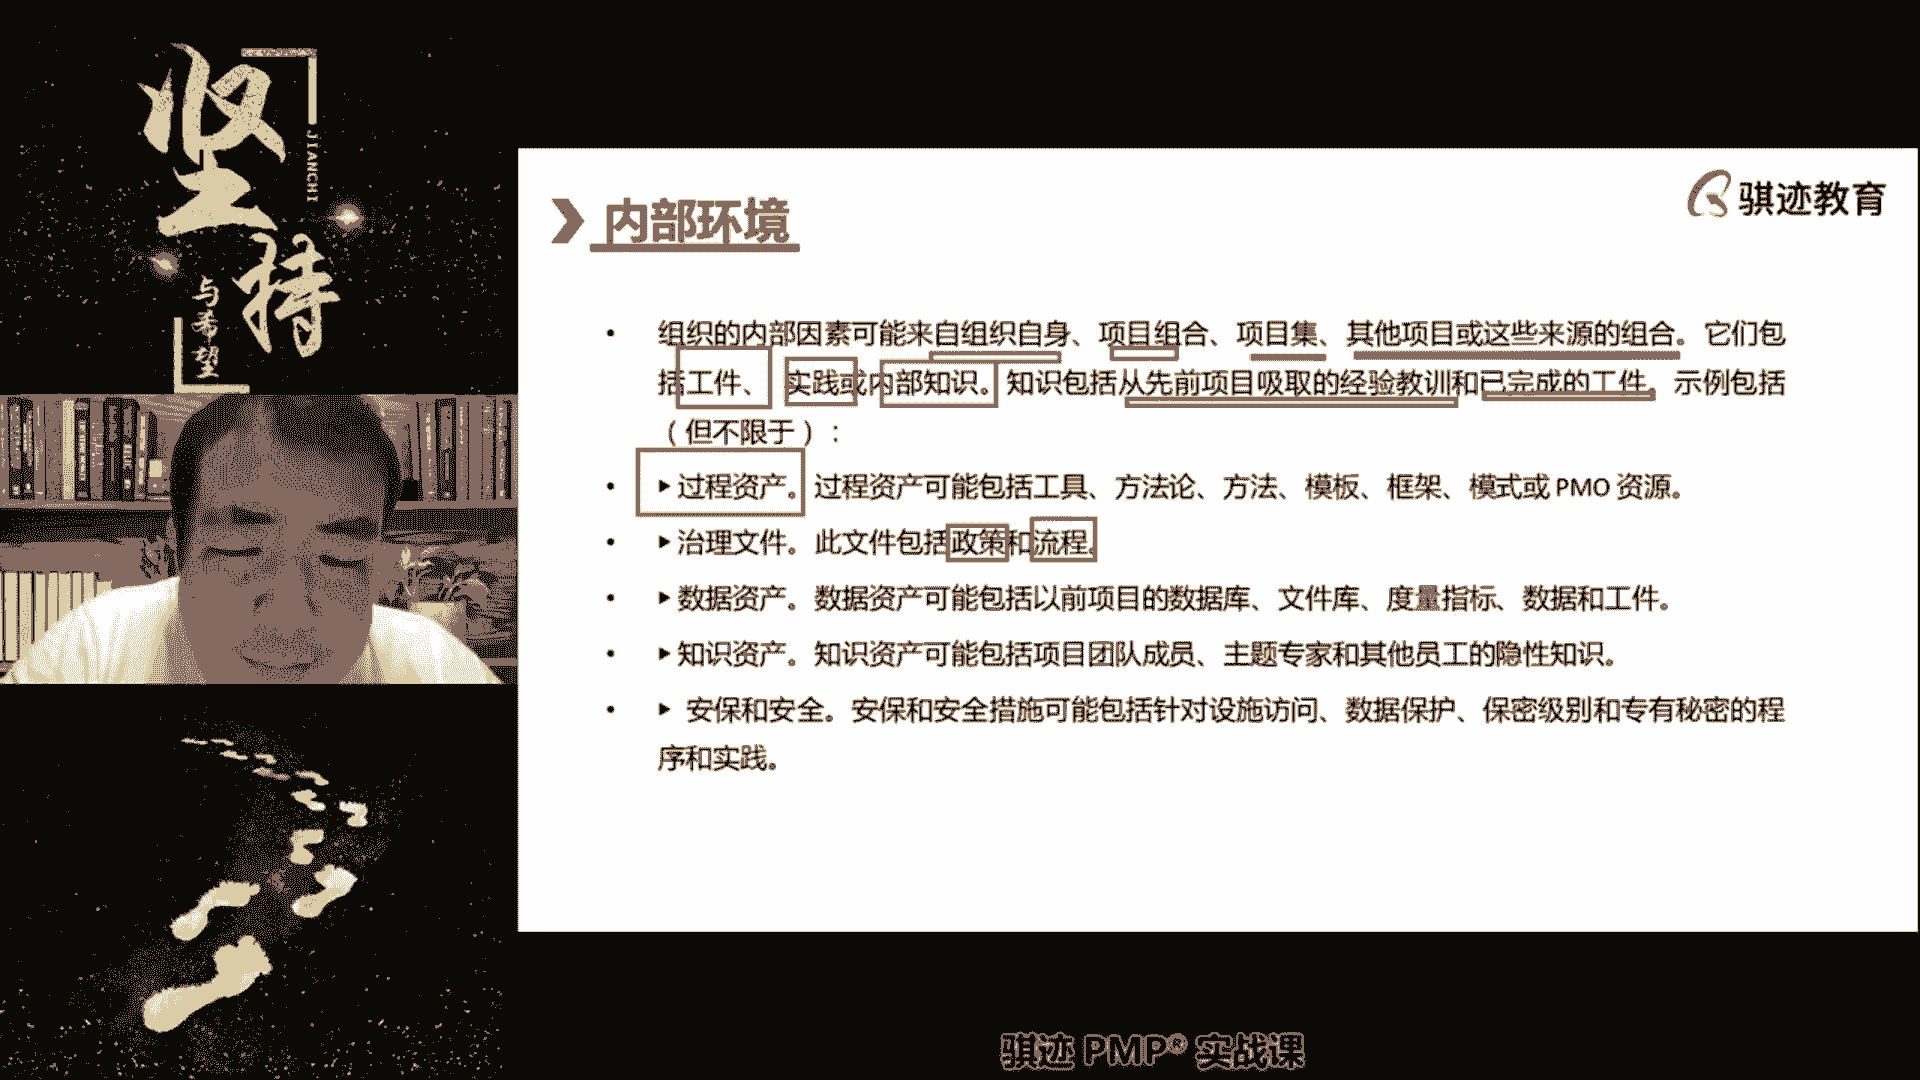 坚持
JIANCHI
与希望
骐迹教育
内部环境
• 组织的内部因素可能来自组织自身、项目组合、项目集、其他项目或这些来源的组合。它们包
括工件、 实践或内部知识。 知识包括从先前项目吸取的经验教训和已完成的工件。示例包括
（但不限于）：
• ▶过程资产。过程资产可能包括工具、方法论、方法、模板、框架、模式或 PMO 资源。
• ▶治理文件。此文件包括政策和流程。
• ▶数据资产。数据资产可能包括以前项目的数据库、文件库、度量指标、数据和工件。
• ▶知识资产。知识资产可能包括项目团队成员、主题专家和其他员工的隐性知识。
• ▶ 安保和安全。安保和安全措施可能包括针对设施访问、数据保护、保密级别和专有秘密的程
序和实践。
骐迹 PMP® 实战课